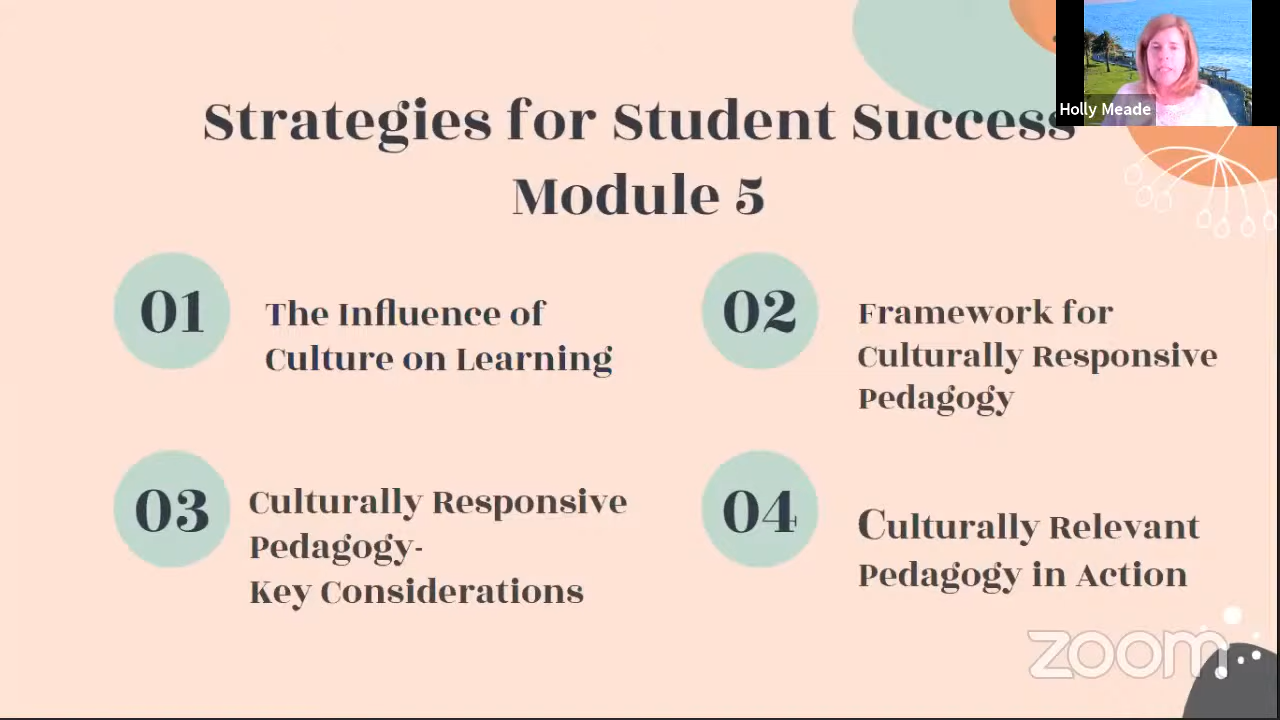 Holly Meade
Strategies for Student Success
Module 5
01
The Influence of
Culture on Learning
02
Framework for
Culturally Responsive
Pedagogy
03
Culturally Responsive
Pedagogy-
Key Considerations
04
Culturally Relevant
Pedagogy in Action
zoom